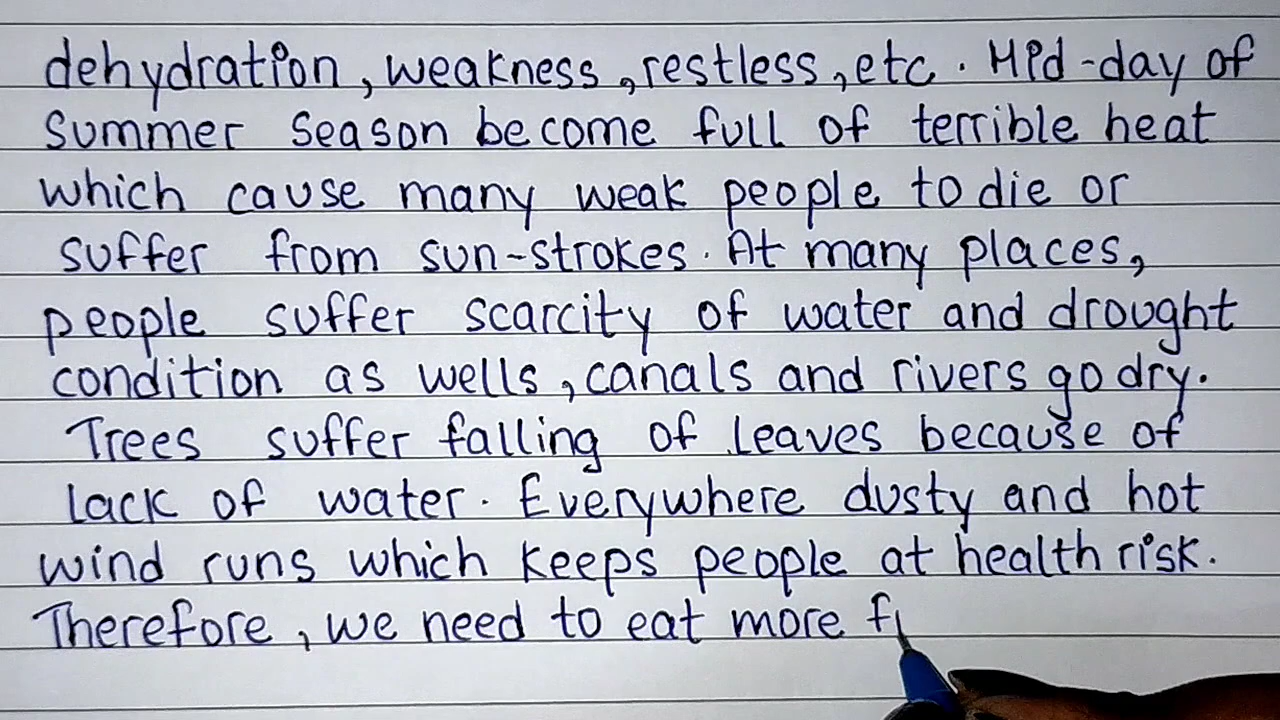 dehydration, weakness, restless, etc. Mid-day of
Summer Season become full of terrible heat
which cause many weak people to die or
suffer from sun-strokes. At many places,
people suffer scarcity of water and drought
condition as wells, canals and rivers go dry.
Trees suffer falling of leaves because of
lack of water. Everywhere dusty and hot
wind runs which keeps people at health risk.
Therefore, we need to eat more